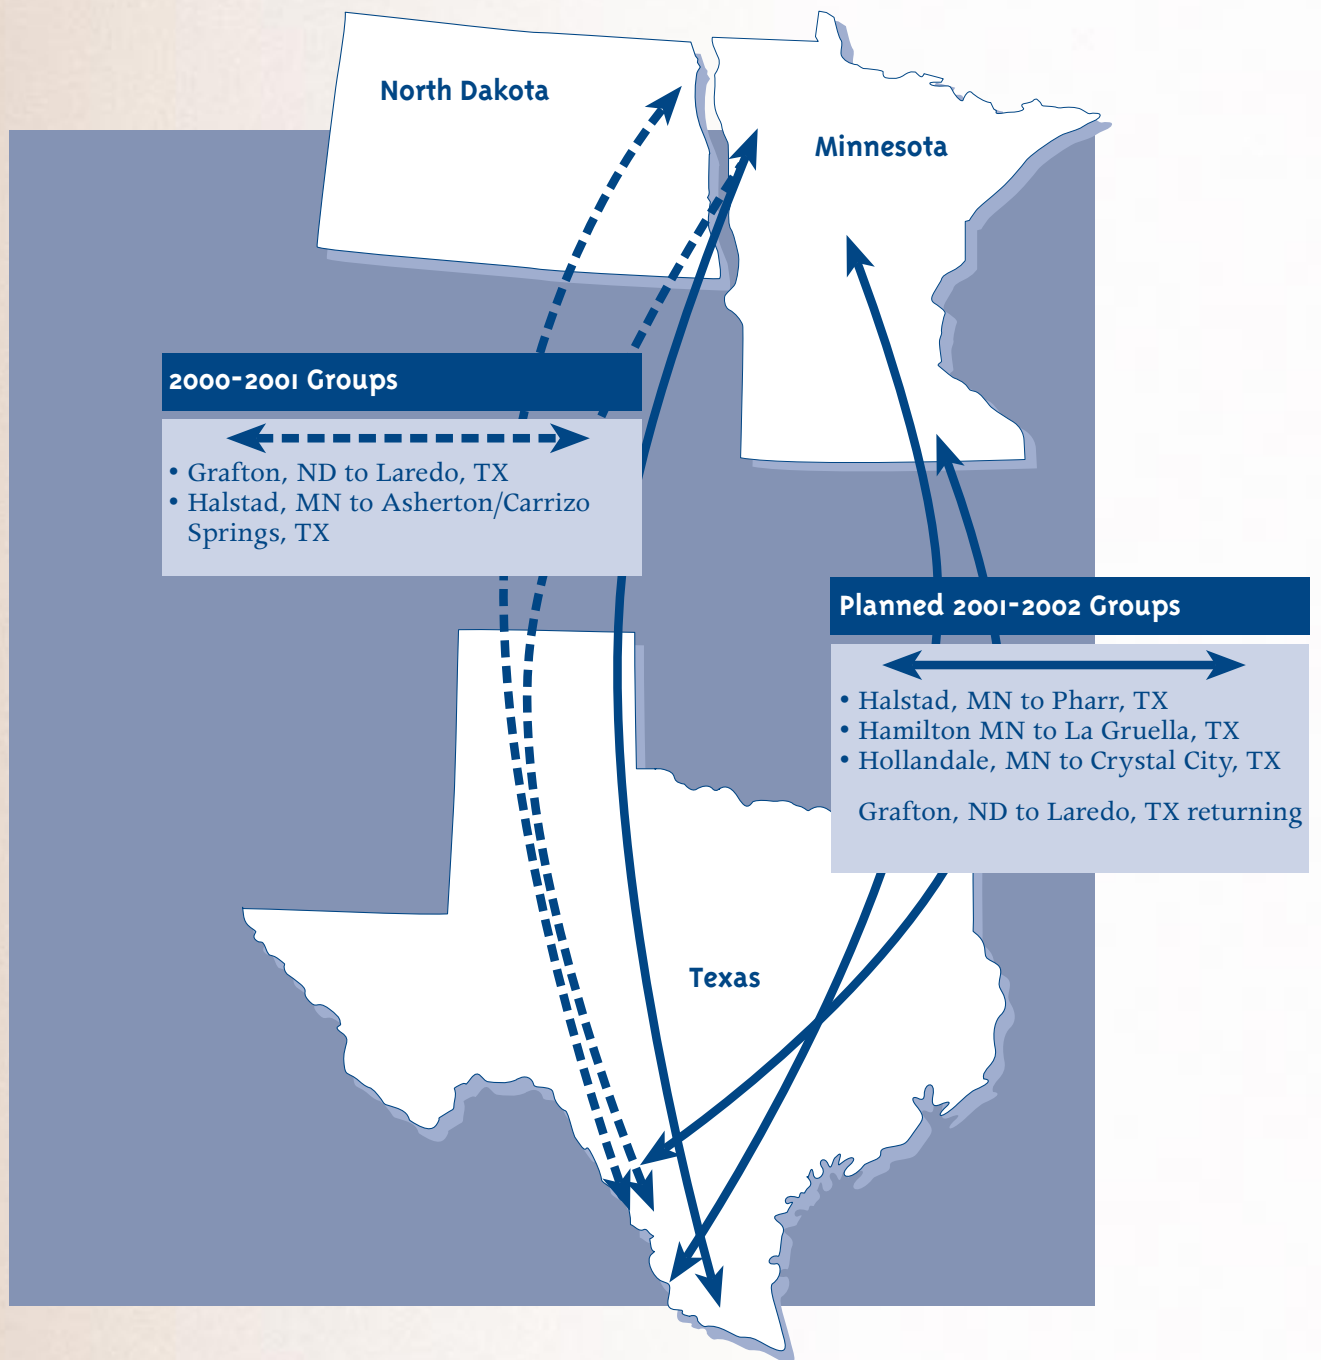 North Dakota
Minnesota
2000-2001 Groups
• Grafton, ND to Laredo, TX
• Halstad, MN to Asherton/Carrizo
Springs, TX
Planned 2001-2002 Groups
• Halstad, MN to Pharr, TX
• Hamilton MN to La Gruella, TX
• Hollandale, MN to Crystal City, TX
Grafton, ND to Laredo, TX returning
Texas